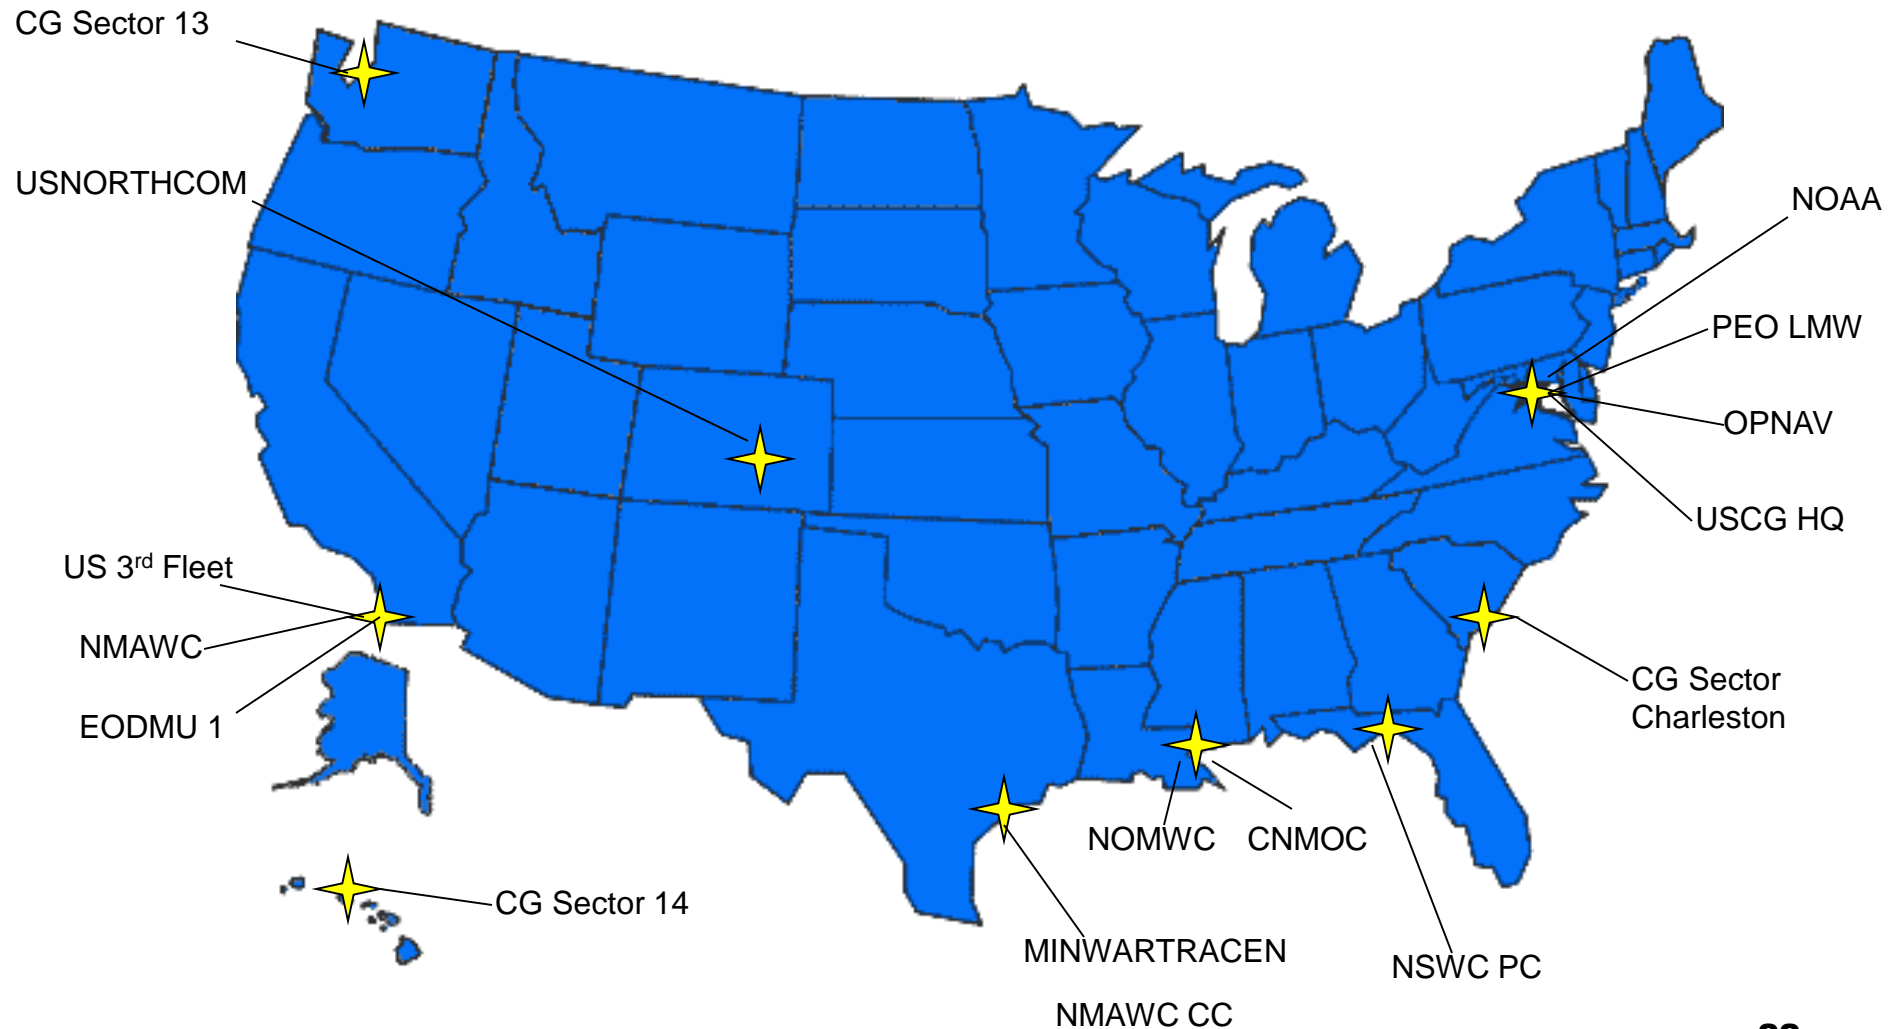 CG Sector 13
USNORTHCOM
NOAA
PEO LMW
OPNAV
USCG HQ
US 3rd Fleet
NMAWC
EODMU 1
CG Sector
Charleston
NOMWC
CNMOC
CG Sector 14
MINWARTRACEN
NSWC PC
NMAWC CC